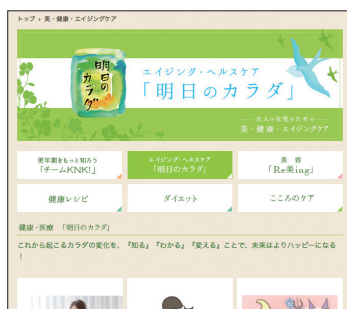 トップ › 美・健康・エイジングケア
明日の
カラダ
エイジング・ヘルスケア
「明日のカラダ」
大人の女性のための
美・健康・エイジングケア
更年期をもっと知ろう
「チームKNK!」
エイジング・ヘルスケア
「明日のカラダ」
美 容
「Re美ing」
健康レシピ
ダイエット
こころのケア
健康・医療 「明日のカラダ」
これから起こるカラダの変化を、『知る』『わかる』『変える』ことで、未来はよりハッピーになる
!